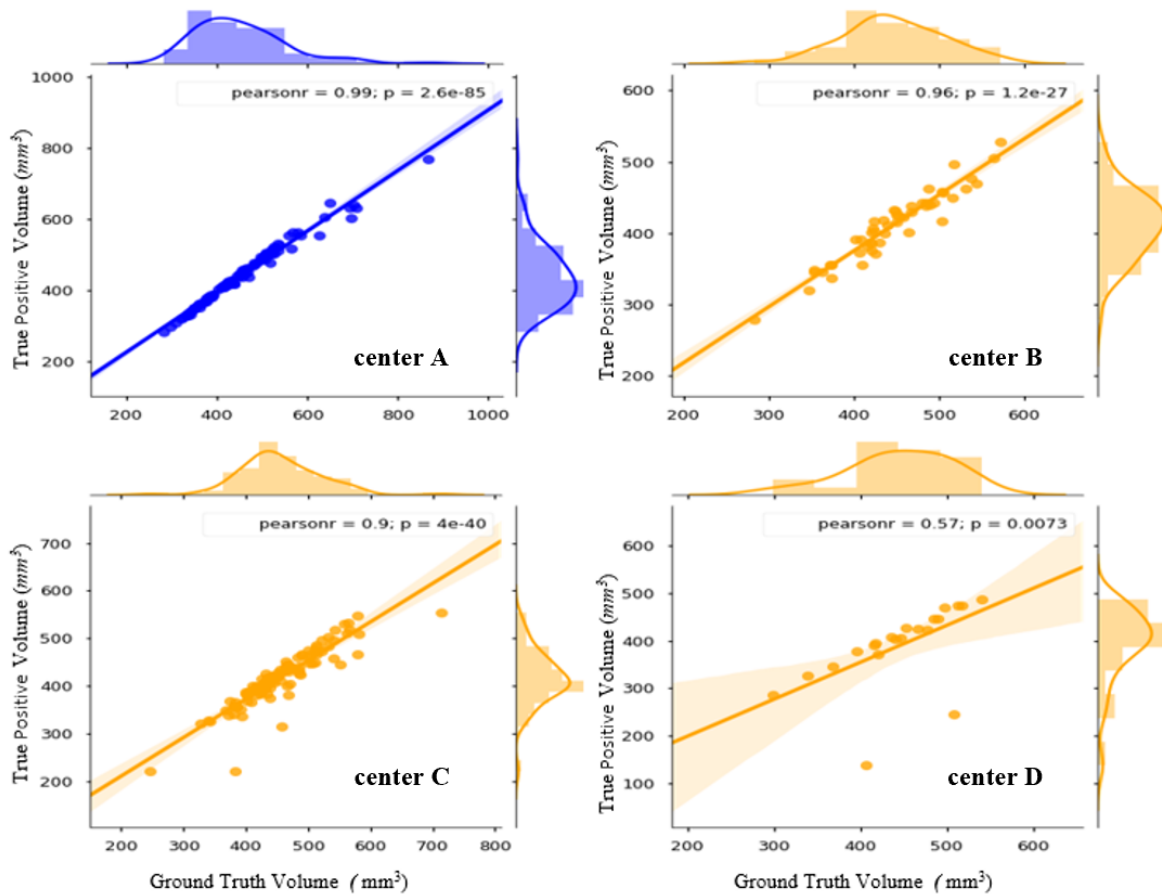 pearsonr = 0.99; p = 2.6e-85
1000
800
600
400
200
True Positive Volume (mm³)
center A
200 400 600 800 1000
pearsonr = 0.96; p = 1.2e-27
600
500
400
300
200
True Positive Volume (mm³)
center B
200 300 400 500 600
pearsonr = 0.9; p = 4e-40
700
600
500
400
300
200
True Positive Volume (mm³)
center C
200 300 400 500 600 700 800
Ground Truth Volume ( mm³)
pearsonr = 0.57; p = 0.0073
600
500
400
300
200
100
True Positive Volume (mm³)
center D
200 300 400 500 600
Ground Truth Volume ( mm³)